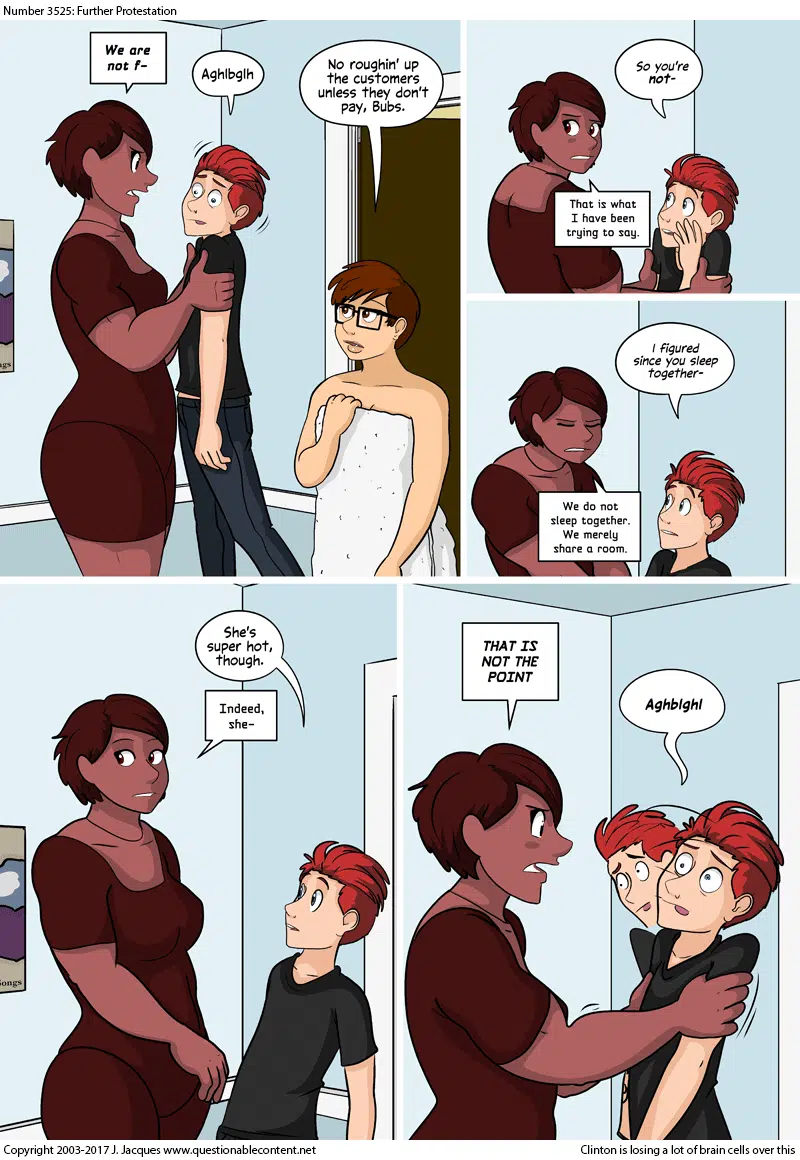 Number 3525: Further Protestation
We are
not f-
Aghlbglh
No roughin' up
the customers
unless they don't
pay, Bubs.
So you're
not-
That is what
I have been
trying to say.
I figured
since you sleep
together-
We do not
sleep together.
We merely
share a room.
She's
super hot,
though.
Indeed,
she-
THAT IS
NOT THE
POINT
Aghblghl
Copyright 2003-2017 J. Jacques www.questionablecontent.net
Clinton is losing a lot of brain cells over this